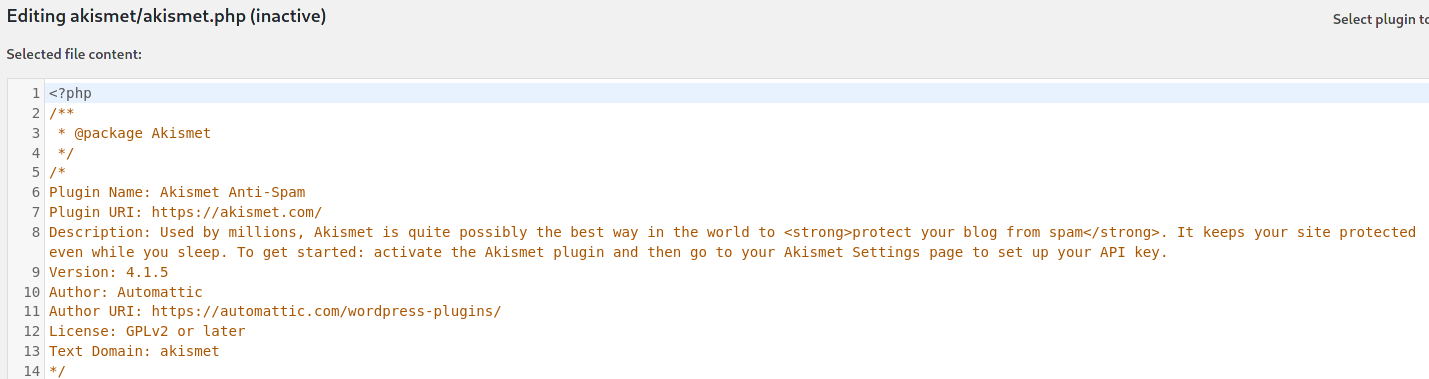 Editing akismet/akismet.php (inactive)
Select plugin to
Selected file content:
1 <?php
2 /**
3  * @package Akismet
4  */
5 /*
6 Plugin Name: Akismet Anti-Spam
7 Plugin URI: https://akismet.com/
8 Description: Used by millions, Akismet is quite possibly the best way in the world to <strong>protect your blog from spam</strong>. It keeps your site protected
even while you sleep. To get started: activate the Akismet plugin and then go to your Akismet Settings page to set up your API key.
9 Version: 4.1.5
10 Author: Automattic
11 Author URI: https://automattic.com/wordpress-plugins/
12 License: GPLv2 or later
13 Text Domain: akismet
14 */